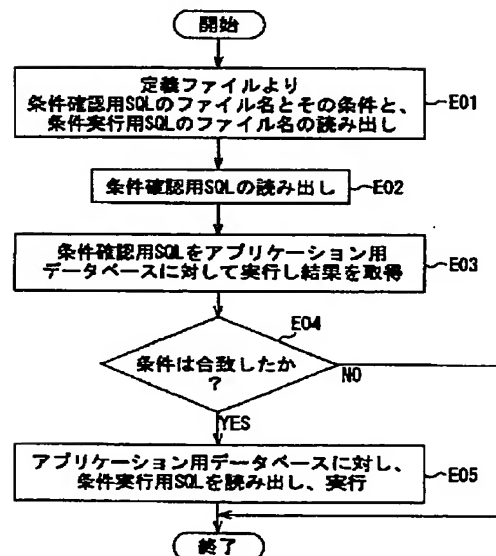 開始
定義ファイルより
条件確認用SQLのファイル名とその条件と、
条件実行用SQLのファイル名の読み出し
E01
条件確認用SQLの読み出し
E02
条件確認用SQLをアプリケーション用
データベースに対して実行し結果を取得
E03
E04
条件は合致したか
?
NO
YES
アプリケーション用データベースに対し、
条件実行用SQLを読み出し、実行
E05
終了